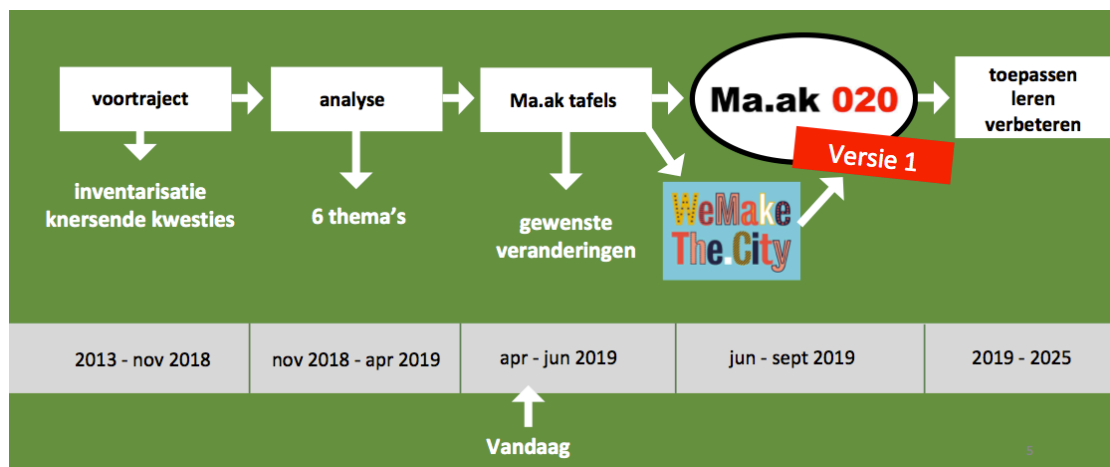 voortraject
analyse
Ma.ak tafels
Ma.ak 020
Versie 1
toepassen
leren
verbeteren
inventarisatie
knersende kwesties
6 thema's
gewenste
veranderingen
WeMake
The.City
2013 - nov 2018
nov 2018 - apr 2019
apr - jun 2019
jun - sept 2019
2019 - 2025
Vandaag
5